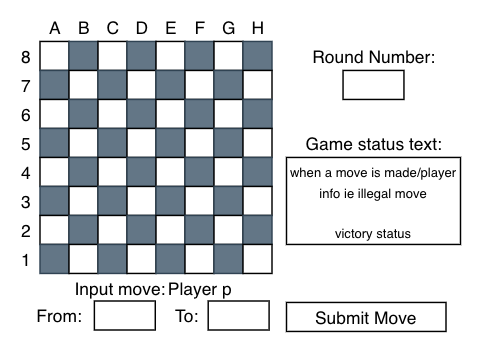 A B C D E F G H
8
7
6
5
4
3
2
1
Round Number:
Game status text:
when a move is made/player
info ie illegal move
victory status
Input move: Player p
From:
To:
Submit Move